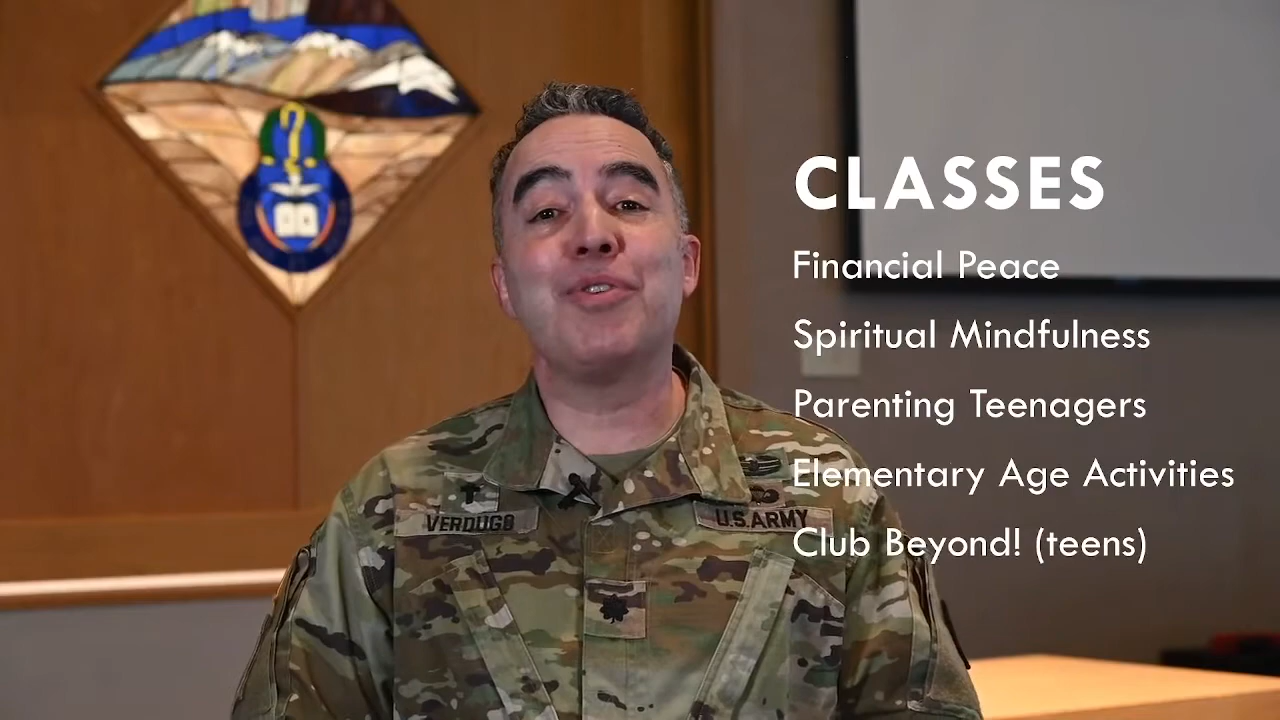 CLASSES
Financial Peace
Spiritual Mindfulness
Parenting Teenagers
Elementary Age Activities
Club Beyond! (teens)
VERDUGO
U.S.ARMY